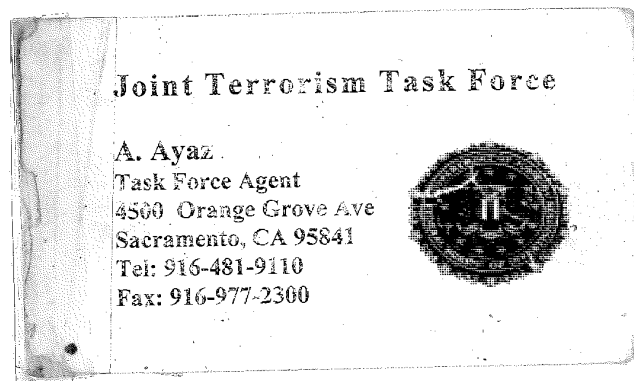 Joint Terrorism Task Force
A. Ayaz
Task Force Agent
4500 Orange Grove Ave
Sacramento, CA 95841
Tel: 916-481-9110
Fax: 916-977-2300